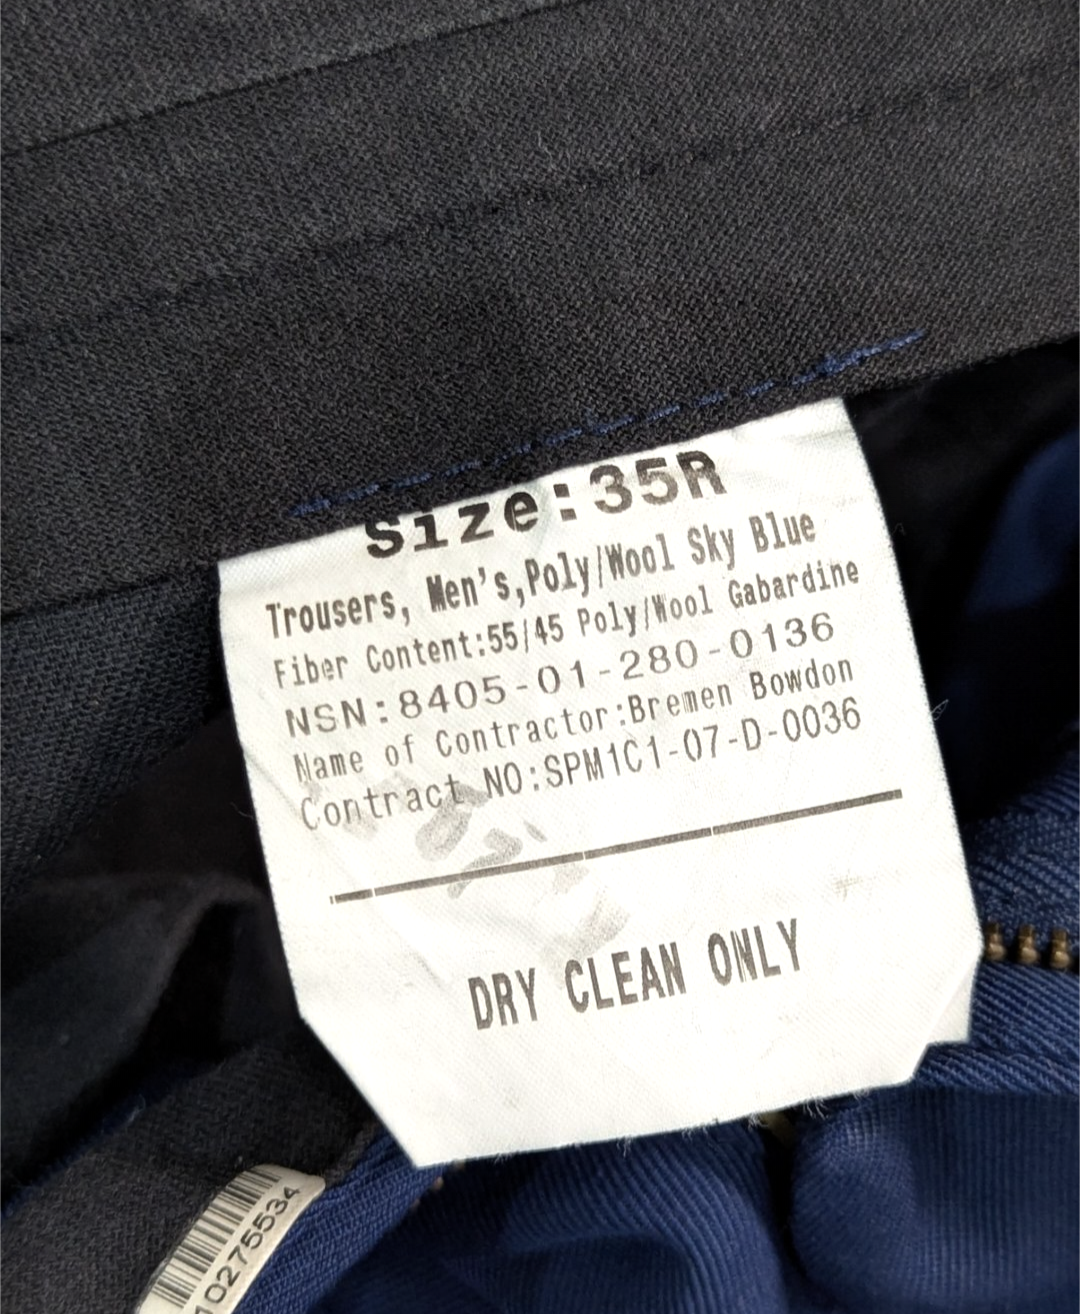 Size:35R
Trousers, Men's,Poly/Wool Sky Blue
Fiber Content:55/45 Poly/Wool Gabardine
NSN:8405-01-280-0136
Name of Contractor:Bremen Bowdon
Contract NO:SPM1C1-07-D-0036
DRY CLEAN ONLY
10275534